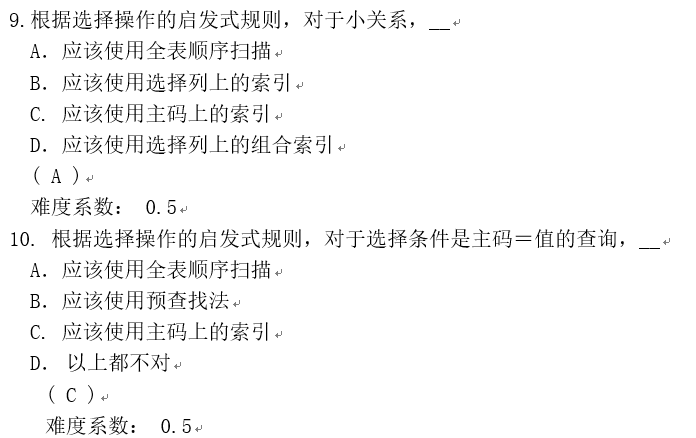 9.根据选择操作的启发式规则，对于小关系，__↵
A．应该使用全表顺序扫描↵
B．应该使用选择列上的索引↵
C. 应该使用主码上的索引↵
D．应该使用选择列上的组合索引↵
( A )↵
难度系数： 0.5↵
10. 根据选择操作的启发式规则，对于选择条件是主码＝值的查询，__↵
A．应该使用全表顺序扫描↵
B．应该使用预查找法↵
C. 应该使用主码上的索引↵
D． 以上都不对↵
( C )↵
难度系数： 0.5↵